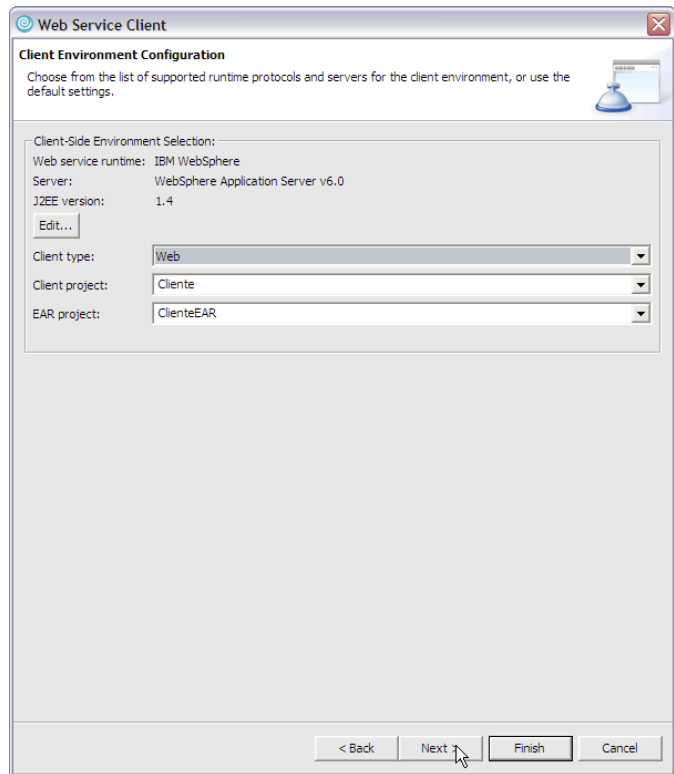 Web Service Client
Client Environment Configuration
Choose from the list of supported runtime protocols and servers for the client environment, or use the
default settings.
Client-Side Environment Selection:
Web service runtime: IBM WebSphere
Server: WebSphere Application Server v6.0
J2EE version: 1.4
Edit...
Client type: Web
Client project: Cliente
EAR project: ClienteEAR
< Back Next > Finish Cancel